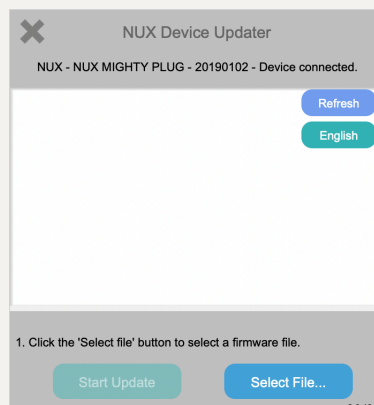 NUX Device Updater
NUX - NUX MIGHTY PLUG - 20190102 - Device connected.
Refresh
English
1. Click the 'Select file' button to select a firmware file.
Start Update
Select File...